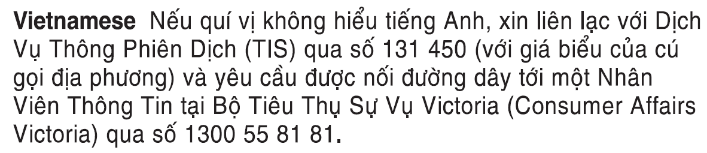 Vietnamese Nếu quí vị không hiểu tiếng Anh, xin liên lạc với Dịch
Vụ Thông Phiên Dịch (TIS) qua số 131 450 (với giá biểu của cú
gọi địa phương) và yêu cầu được nối đường dây tới một Nhân
Viên Thông Tin tại Bộ Tiêu Thụ Sự Vụ Victoria (Consumer Affairs
Victoria) qua số 1300 55 81 81.